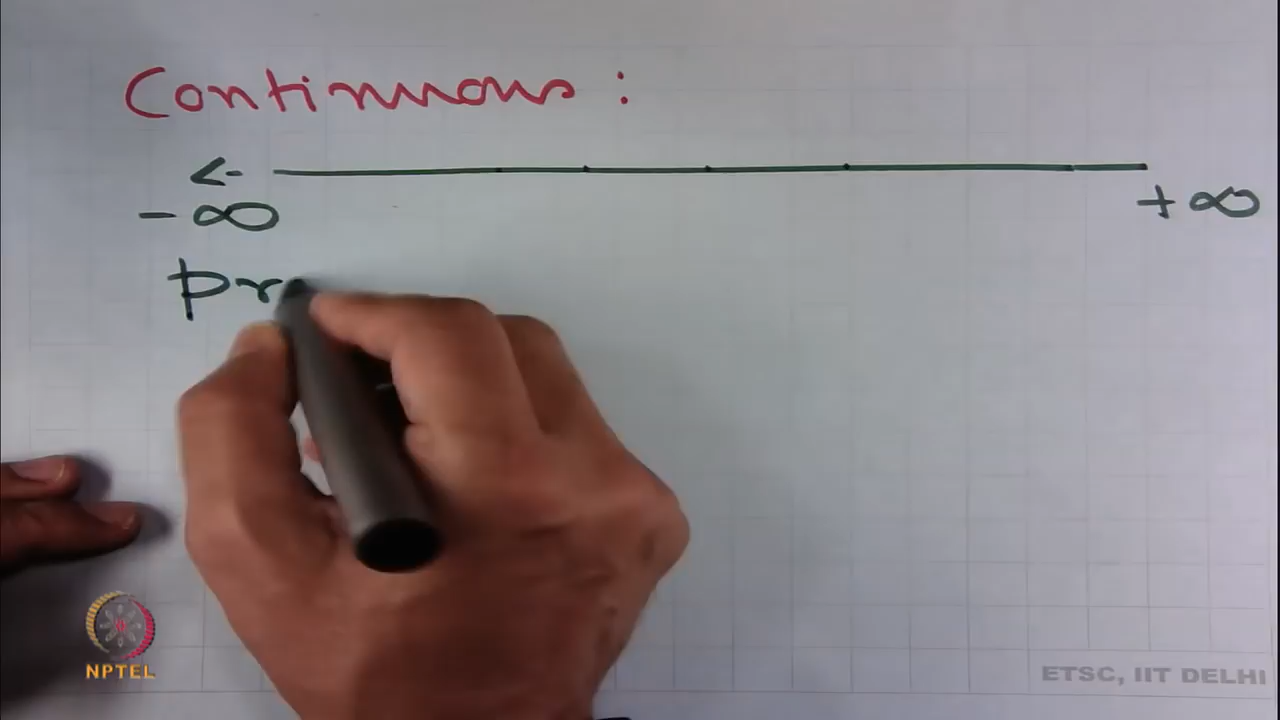 Continuous :
<-
- ∞ + ∞
pr
NPTEL
ETSC, IIT DELHI